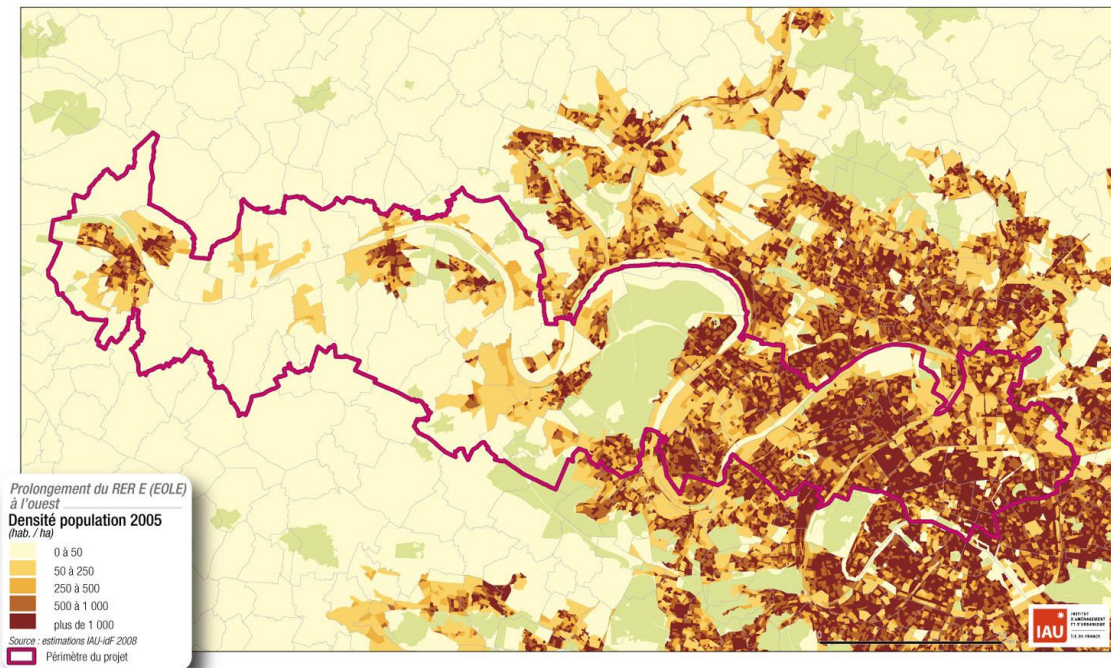 Prolongement du RER E (EOLE)
à l'ouest
Densité population 2005
(hab. / ha)
0 à 50
50 à 250
250 à 500
500 à 1 000
plus de 1 000
Source : estimations IAU-idF 2008
Périmètre du projet
IAU
INSTITUT
D'AMÉNAGEMENT
ET D'URBANISME
ÎLE DE FRANCE
0